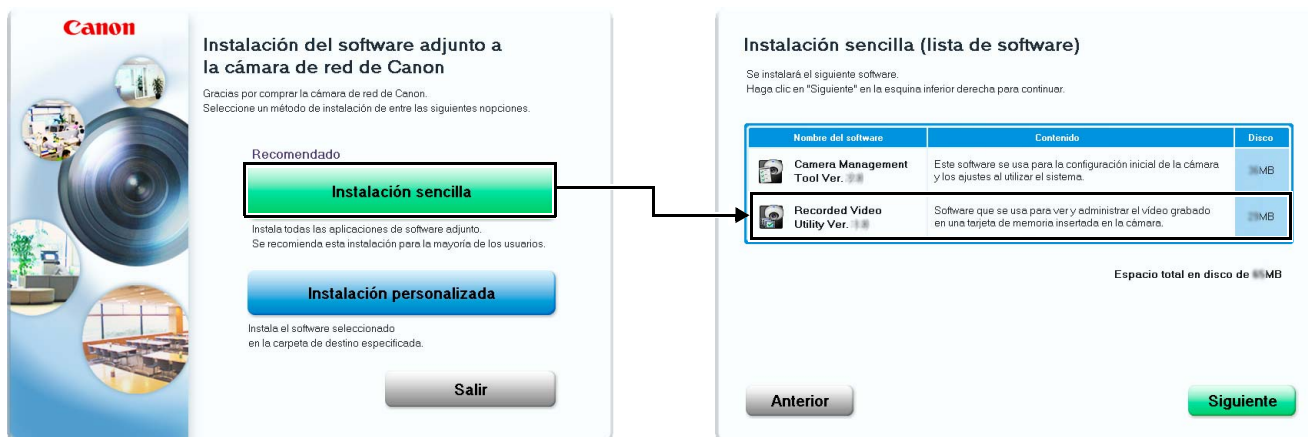 Canon
Instalación del software adjunto a
la cámara de red de Canon
Gracias por comprar la cámara de red de Canon.
Seleccione un método de instalación de entre las siguientes nopciones.
Recomendado
Instalación sencilla
Instala todas las aplicaciones de software adjunto.
Se recomienda esta instalación para la mayoría de los usuarios.
Instalación personalizada
Instala el software seleccionado
en la carpeta de destino especificada.
Salir
Instalación sencilla (lista de software)
Se instalará el siguiente software.
Haga clic en "Siguiente" en la esquina inferior derecha para continuar.
Nombre del software Contenido Disco
Camera Management Este software se usa para la configuración inicial de la cámara
Tool Ver. y los ajustes al utilizar el sistema. MB
Recorded Video Software que se usa para ver y administrar el vídeo grabado
Utility Ver. en una tarjeta de memoria insertada en la cámara. MB
Espacio total en disco de MB
Anterior
Siguiente